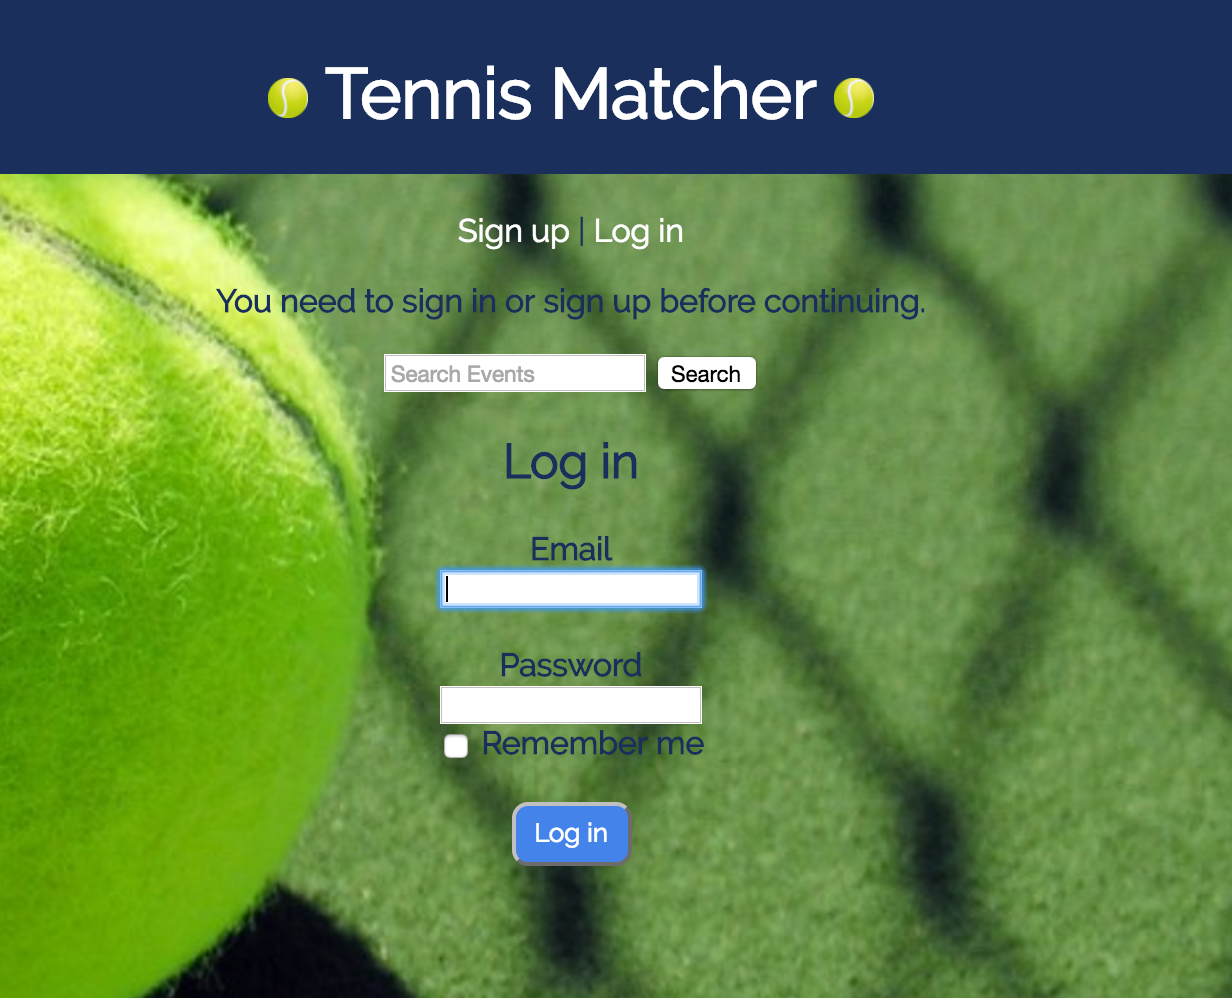 Tennis Matcher
Sign up | Log in
You need to sign in or sign up before continuing.
Search Events Search
Log in
Email
Password
Remember me
Log in